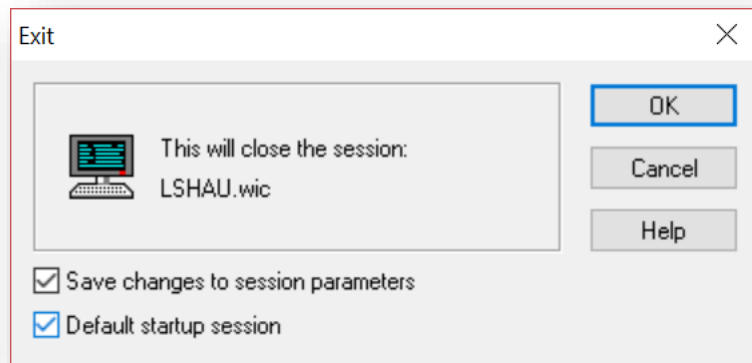 Exit
This will close the session:
LSHAU.wic
OK
Cancel
Help
Save changes to session parameters
Default startup session